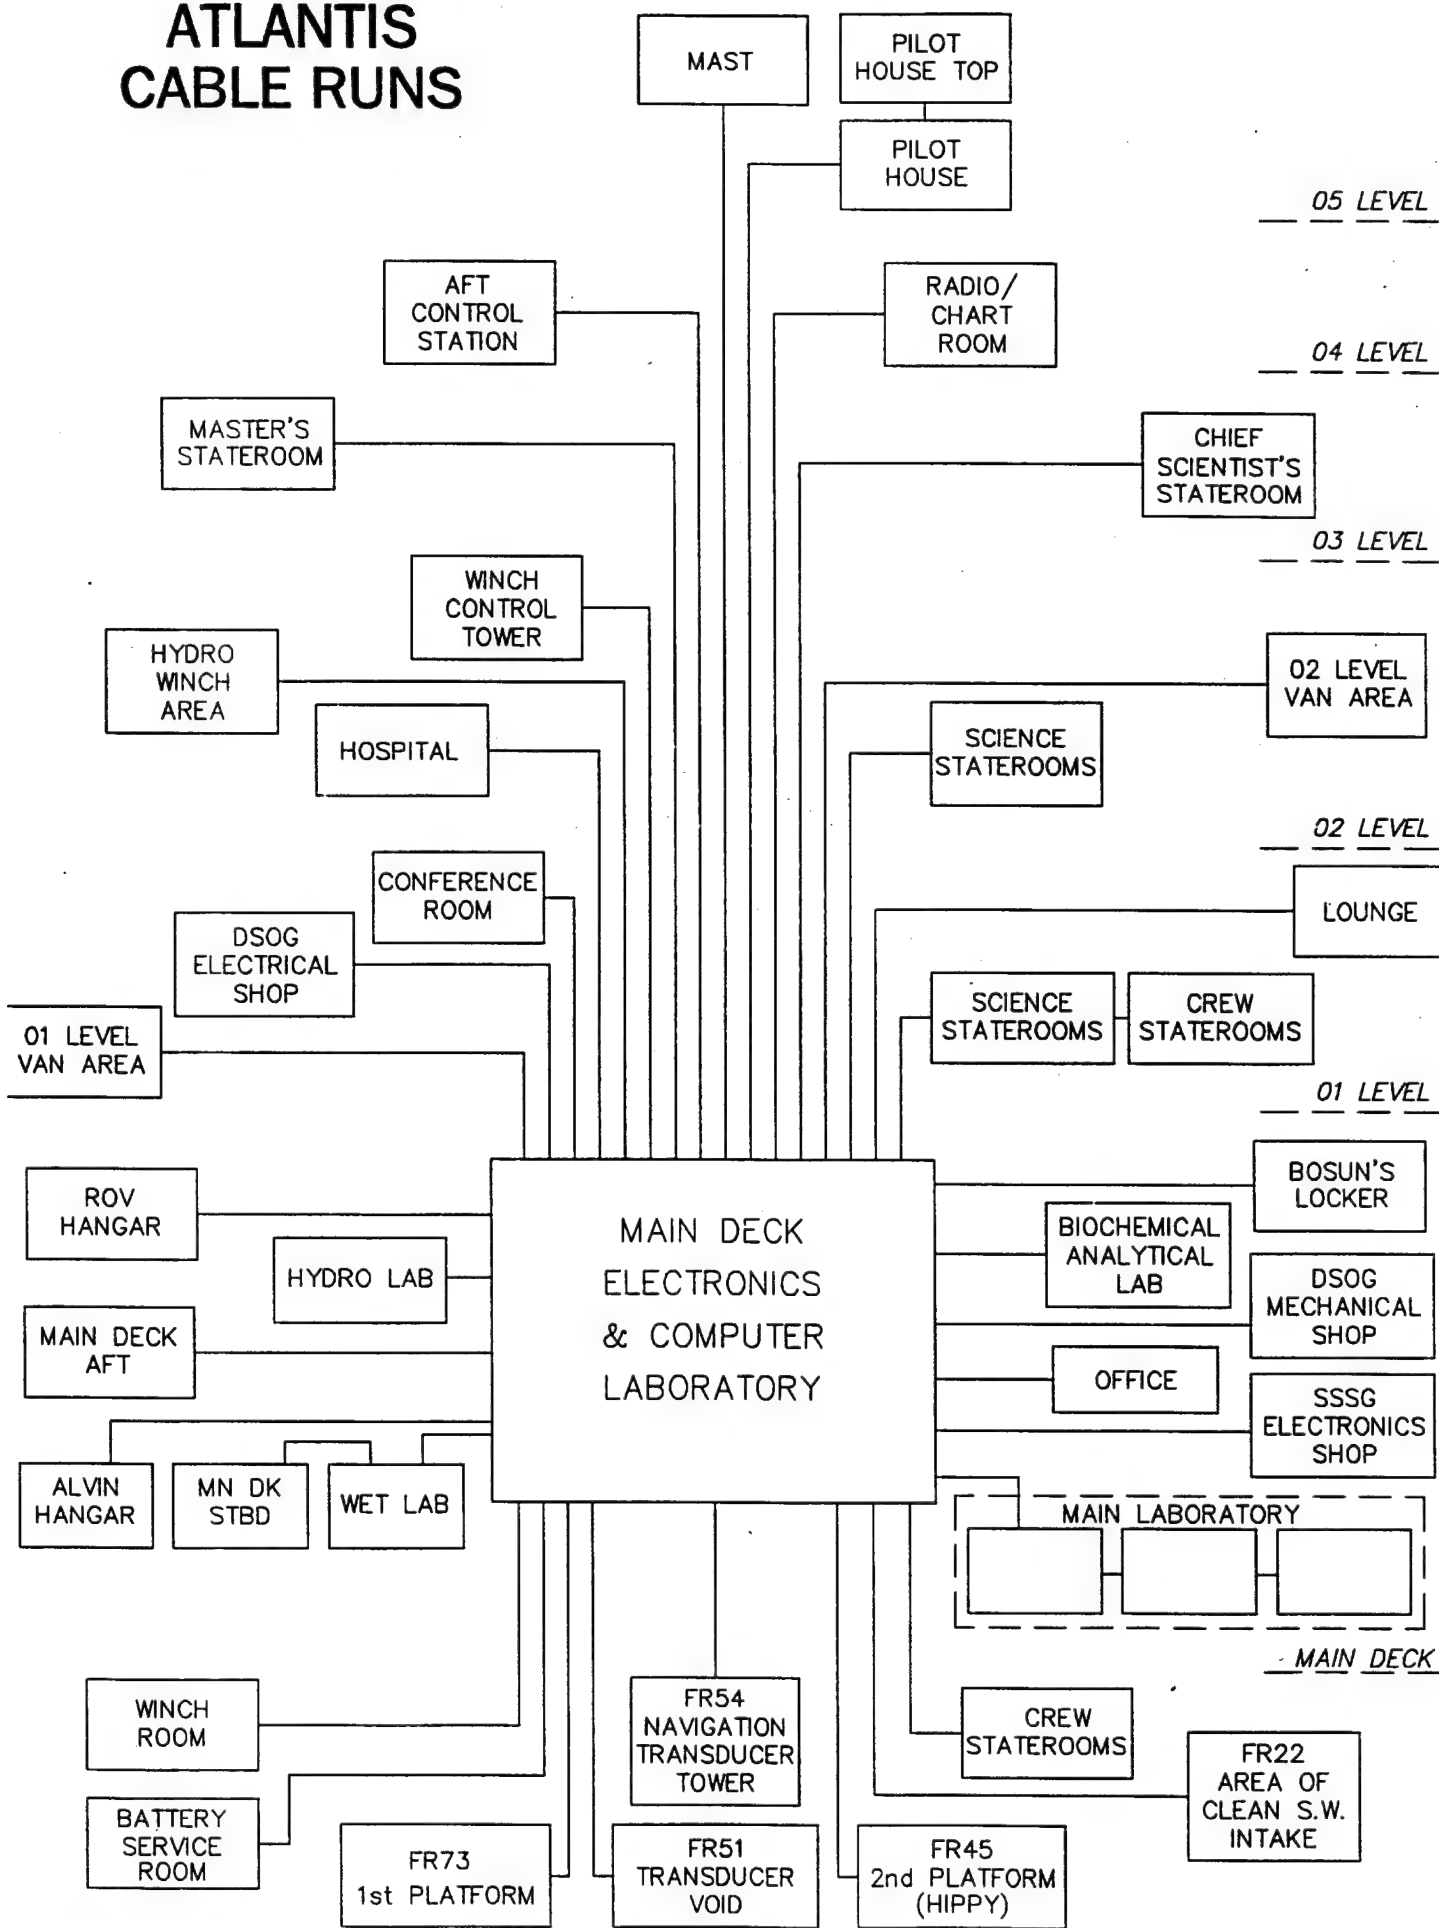 ATLANTIS
CABLE RUNS
MAST
PILOT
HOUSE TOP
PILOT
HOUSE
05 LEVEL
AFT
CONTROL
STATION
RADIO/
CHART
ROOM
04 LEVEL
MASTER'S
STATEROOM
CHIEF
SCIENTIST'S
STATEROOM
03 LEVEL
WINCH
CONTROL
TOWER
HYDRO
WINCH
AREA
02 LEVEL
VAN AREA
HOSPITAL
SCIENCE
STATEROOMS
02 LEVEL
CONFERENCE
ROOM
LOUNGE
DSOG
ELECTRICAL
SHOP
SCIENCE
STATEROOMS
CREW
STATEROOMS
01 LEVEL
VAN AREA
01 LEVEL
ROV
HANGAR
BOSUN'S
LOCKER
MAIN DECK
ELECTRONICS
& COMPUTER
LABORATORY
HYDRO LAB
BIOCHEMICAL
ANALYTICAL
LAB
DSOG
MECHANICAL
SHOP
MAIN DECK
AFT
OFFICE
SSSG
ELECTRONICS
SHOP
ALVIN
HANGAR
MN DK
STBD
WET LAB
MAIN LABORATORY
MAIN DECK
WINCH
ROOM
FR54
NAVIGATION
TRANSDUCER
TOWER
CREW
STATEROOMS
FR22
AREA OF
CLEAN S.W.
INTAKE
BATTERY
SERVICE
ROOM
FR73
1st PLATFORM
FR51
TRANSDUCER
VOID
FR45
2nd PLATFORM
(HIPPY)